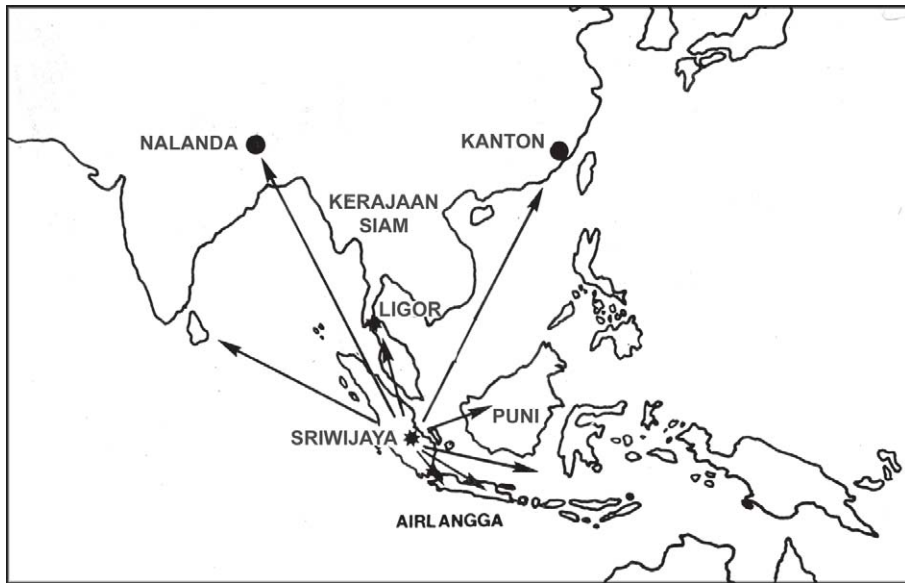 NALANDA
KANTON
KERAJAAN
SIAM
LIGOR
PUNI
SRIWIJAYA
AIRLANGGA